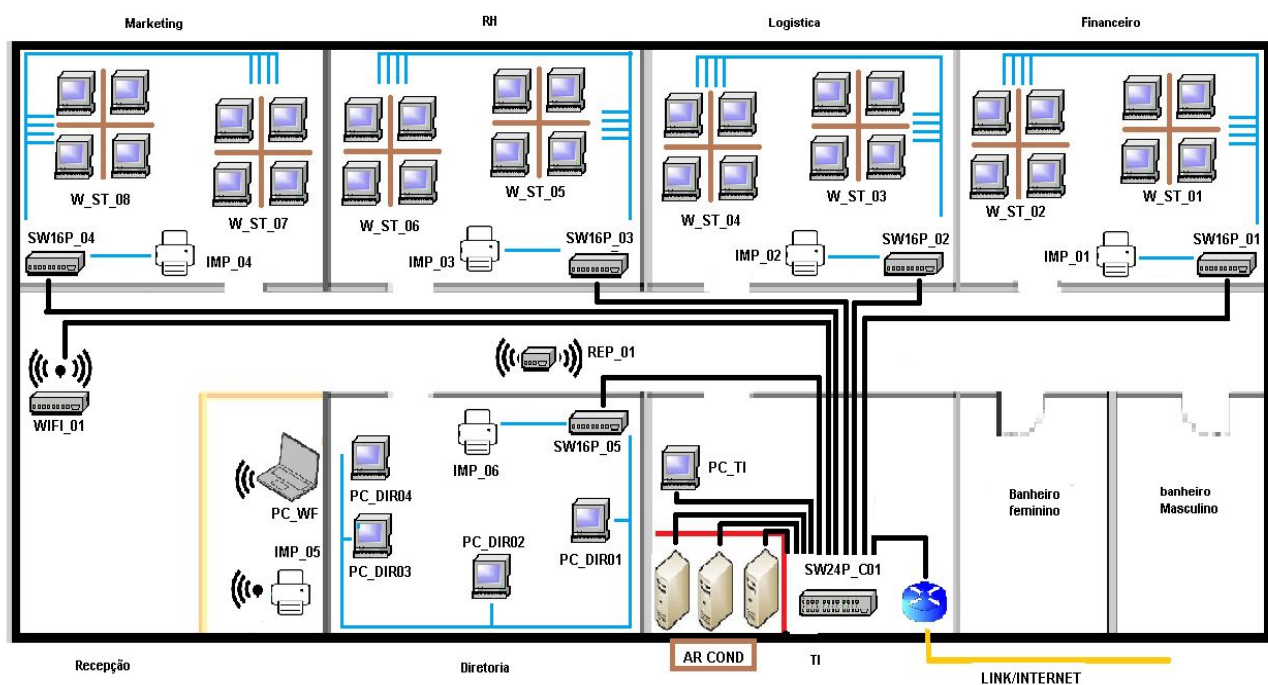 Marketing
RH
Logistica
Financeiro
W_ST_08
W_ST_07
W_ST_06
W_ST_05
W_ST_04
W_ST_03
W_ST_02
W_ST_01
SW16P_04
IMP_04
IMP_03
SW16P_03
IMP_02
SW16P_02
IMP_01
SW16P_01
WIFI_01
REP_01
IMP_06
SW16P_05
PC_TI
PC_WF
PC_DIR04
PC_DIR03
PC_DIR02
PC_DIR01
IMP_05
SW24P_C01
Banheiro
feminino
banheiro
Masculino
Recepção
Diretoria
AR COND
TI
LINK/INTERNET